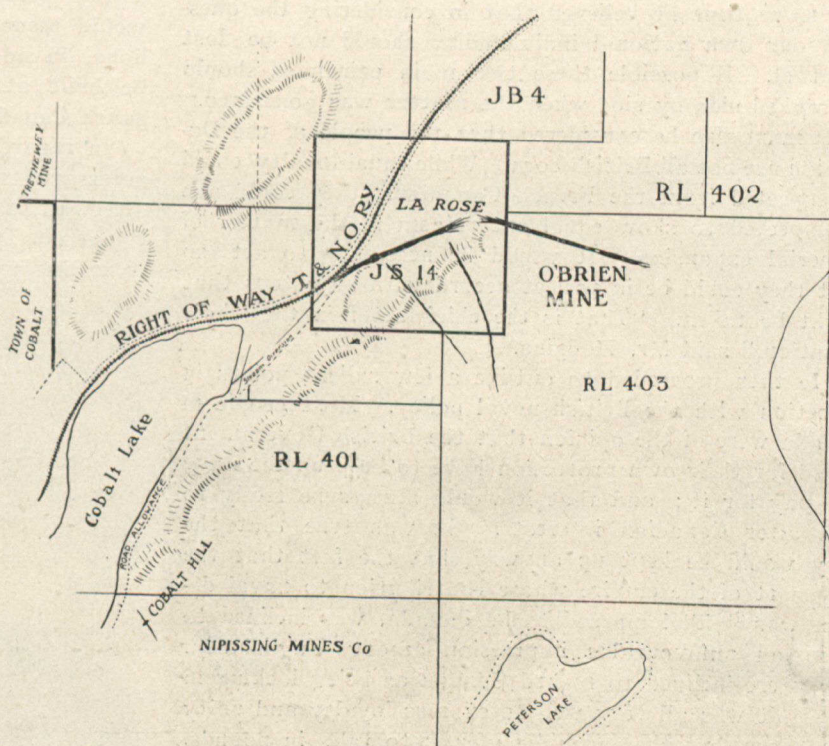 JB 4
TRETHEWEY
MINE
RL 402
LA ROSE
RIGHT OF WAY T & N.O. RY.
JS 14
O'BRIEN
MINE
TOWN OF
COBALT
RL 403
Cobalt Lake
RL 401
ROAD ALLOWANCE
COBALT HILL
NIPISSING MINES Co
PETERSON
LAKE